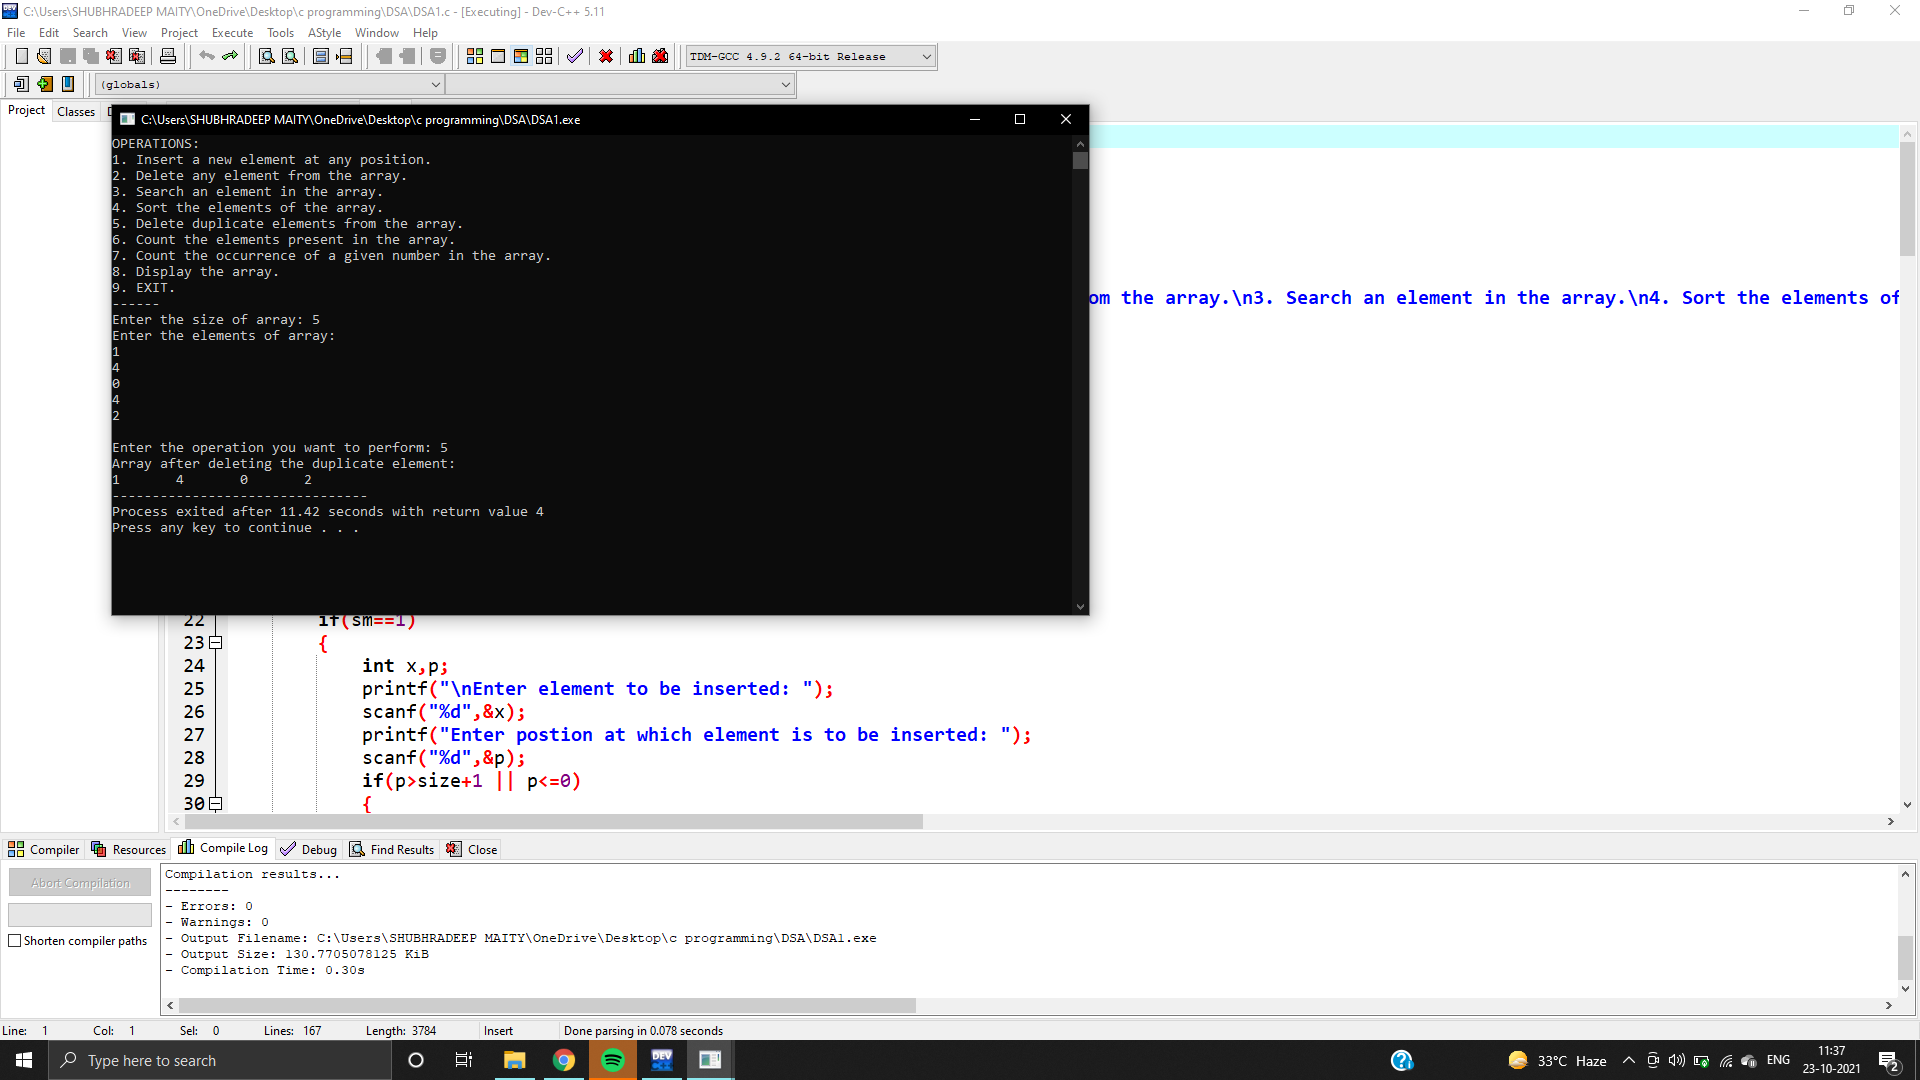 C:\Users\SHUBHRADEEP MAITY\OneDrive\Desktop\c programming\DSA\DSA1.c - [Executing] - Dev-C++ 5.11
File Edit Search View Project Execute Tools AStyle Window Help
TDM-GCC 4.9.2 64-bit Release
(globals)
Project Classes
C:\Users\SHUBHRADEEP MAITY\OneDrive\Desktop\c programming\DSA\DSA1.exe
OPERATIONS:
1. Insert a new element at any position.
2. Delete any element from the array.
3. Search an element in the array.
4. Sort the elements of the array.
5. Delete duplicate elements from the array.
6. Count the elements present in the array.
7. Count the occurrence of a given number in the array.
8. Display the array.
9. EXIT.
------
Enter the size of array: 5
Enter the elements of array:
1
4
0
4
2
Enter the operation you want to perform: 5
Array after deleting the duplicate element:
1 4 0 2
--------------------------------
Process exited after 11.42 seconds with return value 4
Press any key to continue . . .
om the array.\n3. Search an element in the array.\n4. Sort the elements of
22 if(sm==1)
23 {
24 int x,p;
25 printf("\nEnter element to be inserted: ");
26 scanf("%d",&x);
27 printf("Enter postion at which element is to be inserted: ");
28 scanf("%d",&p);
29 if(p>size+1 || p<=0)
30 {
Compiler Resources Compile Log Debug Find Results Close
Abort Compilation
Shorten compiler paths
Compilation results...
--------
- Errors: 0
- Warnings: 0
- Output Filename: C:\Users\SHUBHRADEEP MAITY\OneDrive\Desktop\c programming\DSA\DSA1.exe
- Output Size: 130.7705078125 KiB
- Compilation Time: 0.30s
Line: 1 Col: 1 Sel: 0 Lines: 167 Length: 3784 Insert Done parsing in 0.078 seconds
Type here to search
DEV
33°C Haze
ENG
11:37
23-10-2021
2